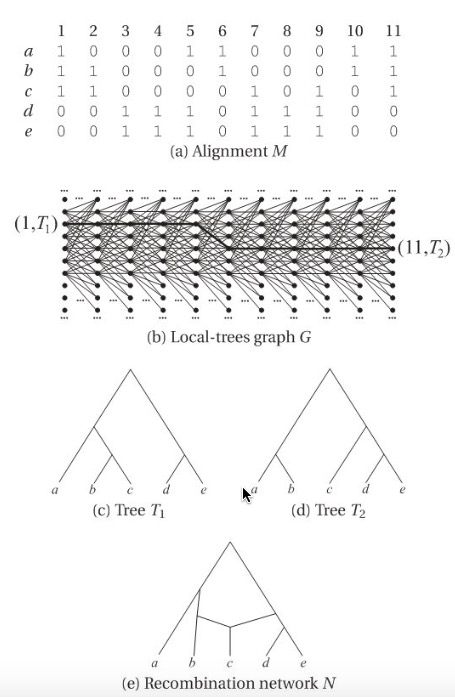 1 2 3 4 5 6 7 8 9 10 11
a 1 0 0 0 1 1 0 0 0 1 1
b 1 1 0 0 0 1 0 0 0 1 1
c 1 1 0 0 0 0 1 0 1 0 1
d 0 0 1 1 1 0 1 1 1 0 0
e 0 0 1 1 1 0 1 1 1 0 0
(a) Alignment M
(1,T₁)
(11,T₂)
(b) Local-trees graph G
a b c d e
a b c d e
(c) Tree T₁
(d) Tree T₂
a b c d e
(e) Recombination network N